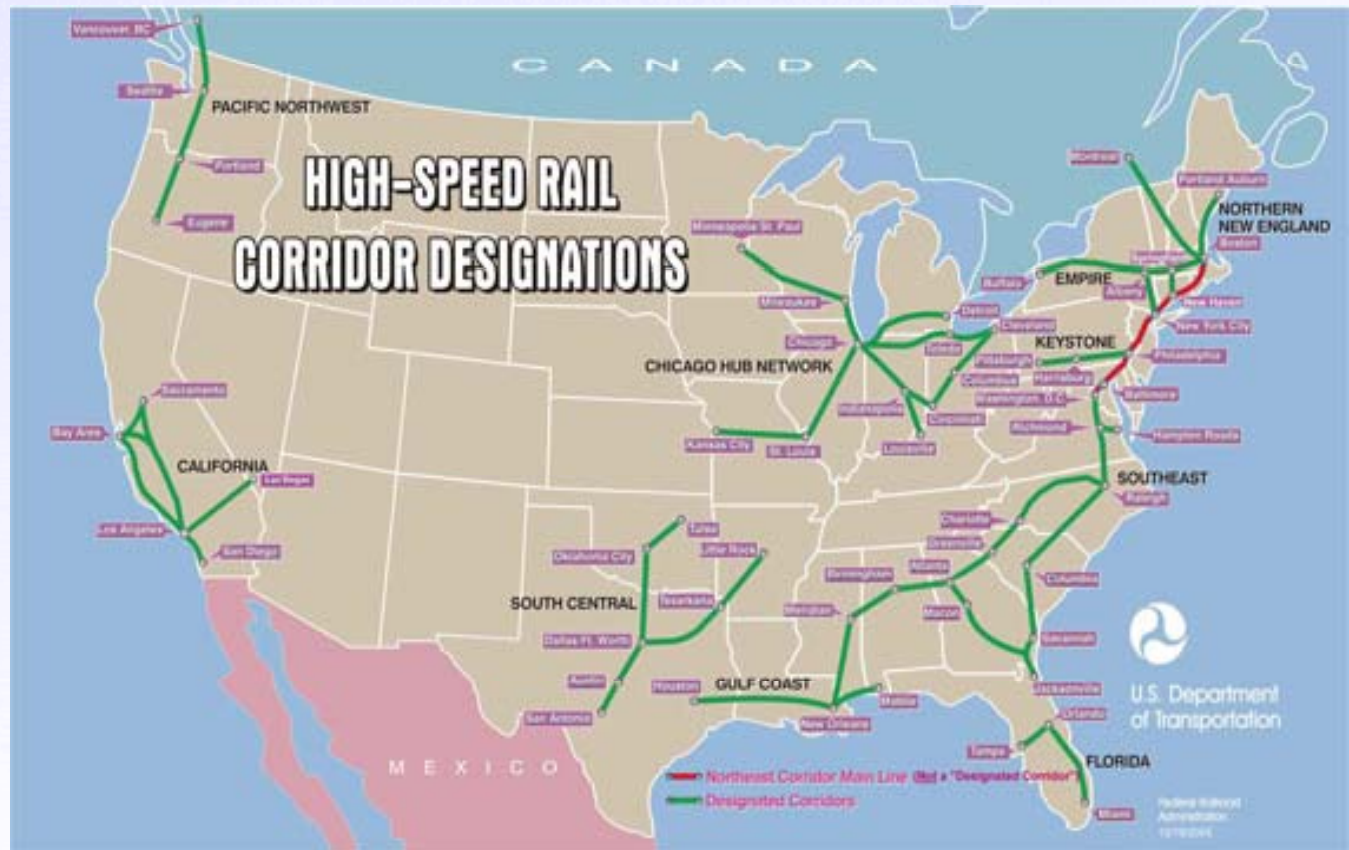 Vancouver, BC
CANADA
Seattle
PACIFIC NORTHWEST
Portland
Eugene
HIGH-SPEED RAIL
CORRIDOR DESIGNATIONS
Montreal
Portland Auburn
NORTHERN
NEW ENGLAND
Boston
Springfield
Minneapolis St. Paul
Buffalo
EMPIRE
Albany
New Haven
Milwaukee
Detroit
New York City
Cleveland
Chicago
Toledo
KEYSTONE
Philadelphia
CHICAGO HUB NETWORK
Pittsburgh
Harrisburg
Columbus
Baltimore
Washington, D.C.
Indianapolis
Cincinnati
Richmond
Hampton Roads
Sacramento
Bay Area
Kansas City
St. Louis
Louisville
CALIFORNIA
Las Vegas
SOUTHEAST
Raleigh
Los Angeles
San Diego
Tulsa
Charlotte
Oklahoma City
Little Rock
Greenville
Atlanta
Birmingham
Columbia
SOUTH CENTRAL
Texarkana
Meridian
Macon
Dallas Ft. Worth
Savannah
Austin
Houston
GULF COAST
Mobile
Jacksonville
San Antonio
New Orleans
Orlando
U.S. Department
of Transportation
Tampa
FLORIDA
MEXICO
Northeast Corridor Main Line (Not a "Designated Corridor")
Designated Corridors
Miami
Federal Railroad
Administration